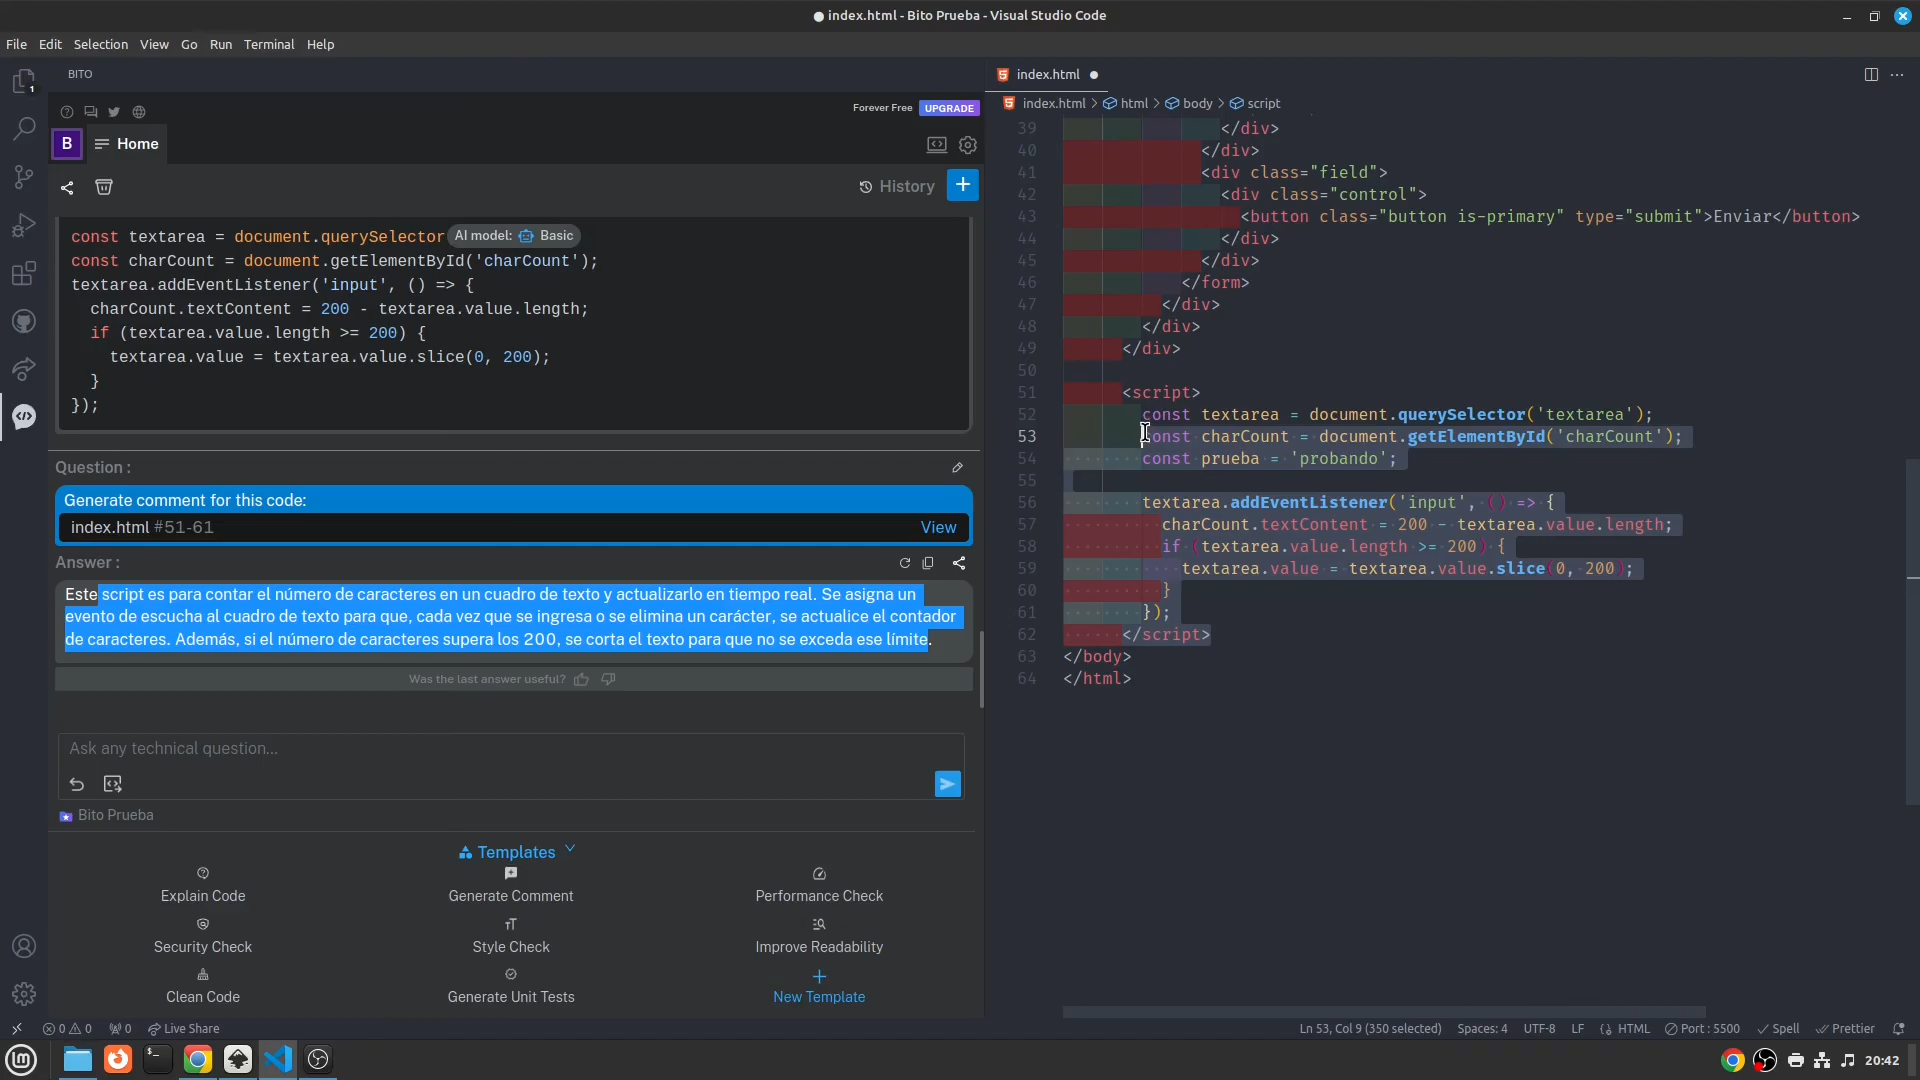 index.html - Bito Prueba - Visual Studio Code
File Edit Selection View Go Run Terminal Help
BITO
Forever Free UPGRADE
B Home
History
const textarea = document.querySelector AI model: Basic
const charCount = document.getElementById('charCount');
textarea.addEventListener('input', () => {
  charCount.textContent = 200 - textarea.value.length;
  if (textarea.value.length >= 200) {
    textarea.value = textarea.value.slice(0, 200);
  }
});
Question :
Generate comment for this code:
index.html #51-61 View
Answer :
Este script es para contar el número de caracteres en un cuadro de texto y actualizarlo en tiempo real. Se asigna un
evento de escucha al cuadro de texto para que, cada vez que se ingresa o se elimina un carácter, se actualice el contador
de caracteres. Además, si el número de caracteres supera los 200, se corta el texto para que no se exceda ese límite.
Was the last answer useful?
Ask any technical question...
Bito Prueba
Templates
Explain Code Generate Comment Performance Check
Security Check Style Check Improve Readability
Clean Code Generate Unit Tests New Template
index.html
index.html > html > body > script
39 </div>
40 </div>
41 <div class="field">
42 <div class="control">
43 <button class="button is-primary" type="submit">Enviar</button>
44 </div>
45 </div>
46 </form>
47 </div>
48 </div>
49 </div>
50
51 <script>
52 const textarea = document.querySelector('textarea');
53 const charCount = document.getElementById('charCount');
54 const prueba = 'probando';
55
56 textarea.addEventListener('input', () => {
57 charCount.textContent = 200 - textarea.value.length;
58 if (textarea.value.length >= 200) {
59 textarea.value = textarea.value.slice(0, 200);
60 }
61 });
62 </script>
63 </body>
64 </html>
0 0 0 Live Share Ln 53, Col 9 (350 selected) Spaces: 4 UTF-8 LF HTML Port : 5500 Spell Prettier
20:42